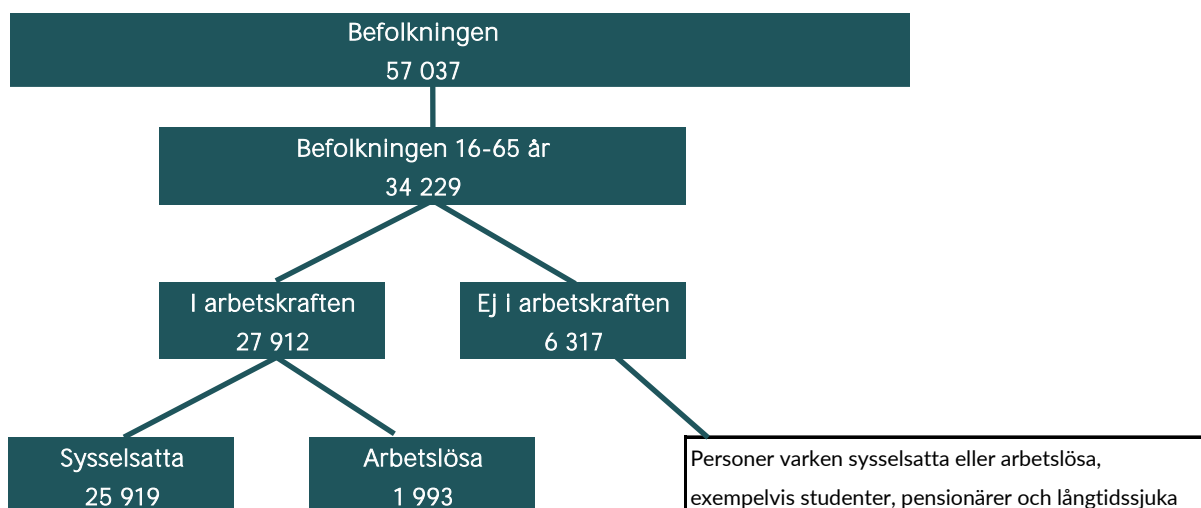 Befolkningen
57 037
Befolkningen 16-65 år
34 229
I arbetskraften
27 912
Ej i arbetskraften
6 317
Sysselsatta
25 919
Arbetslösa
1 993
Personer varken sysselsatta eller arbetslösa,
exempelvis studenter, pensionärer och långtidssjuka